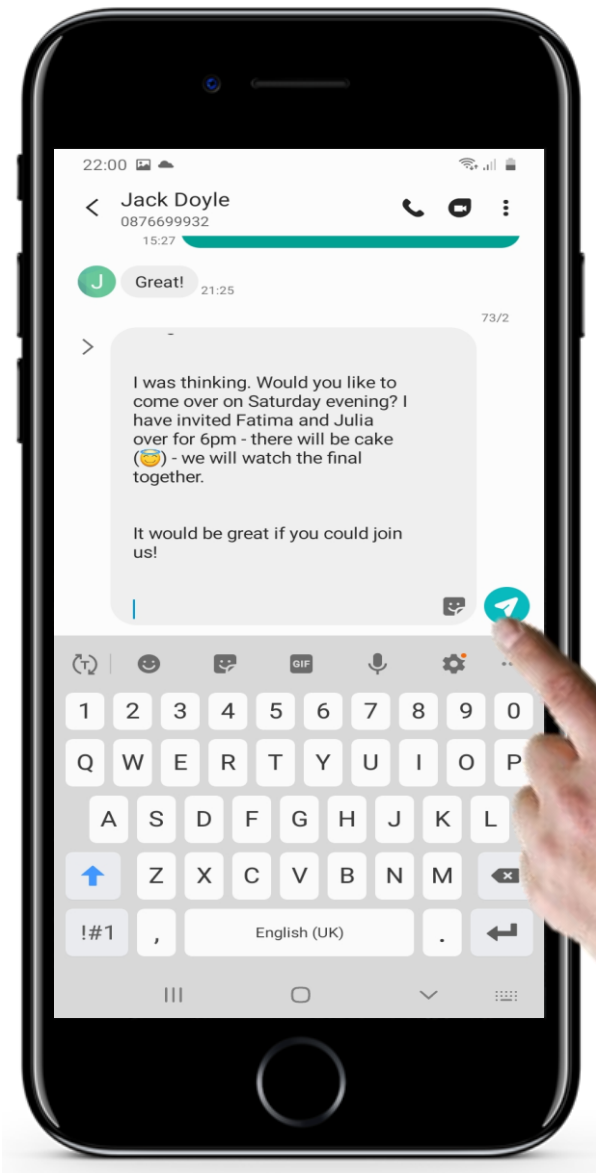 22:00
Jack Doyle
0876699932
15:27
J
Great! 21:25
73/2
I was thinking. Would you like to
come over on Saturday evening? I
have invited Fatima and Julia
over for 6pm - there will be cake
(😇) - we will watch the final
together.
It would be great if you could join
us!
T GIF
1 2 3 4 5 6 7 8 9 0
Q W E R T Y U I O P
A S D F G H J K L
Z X C V B N M
!#1 , English (UK) .